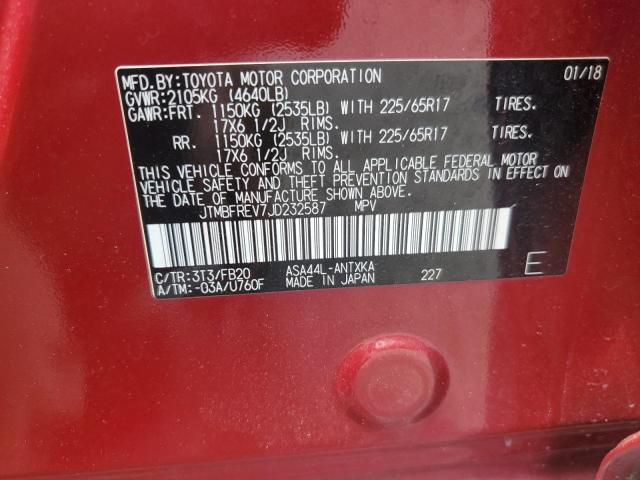 MFD.BY:TOYOTA MOTOR CORPORATION 01/18
GVWR:2105KG (4640LB)
GAWR:FRT. 1150KG (2535LB) WITH 225/65R17 TIRES.
17X6 1/2J RIMS.
RR. 1150KG (2535LB) WITH 225/65R17 TIRES.
17X6 1/2J RIMS.
THIS VEHICLE CONFORMS TO ALL APPLICABLE FEDERAL MOTOR
VEHICLE SAFETY AND THEFT PREVENTION STANDARDS IN EFFECT ON
THE DATE OF MANUFACTURE SHOWN ABOVE.
JTMBFREV7JD232587 MPV
C/TR:3T3/FB20 ASA44L-ANTXKA
A/TM:-03A/U760F MADE IN JAPAN 227 E